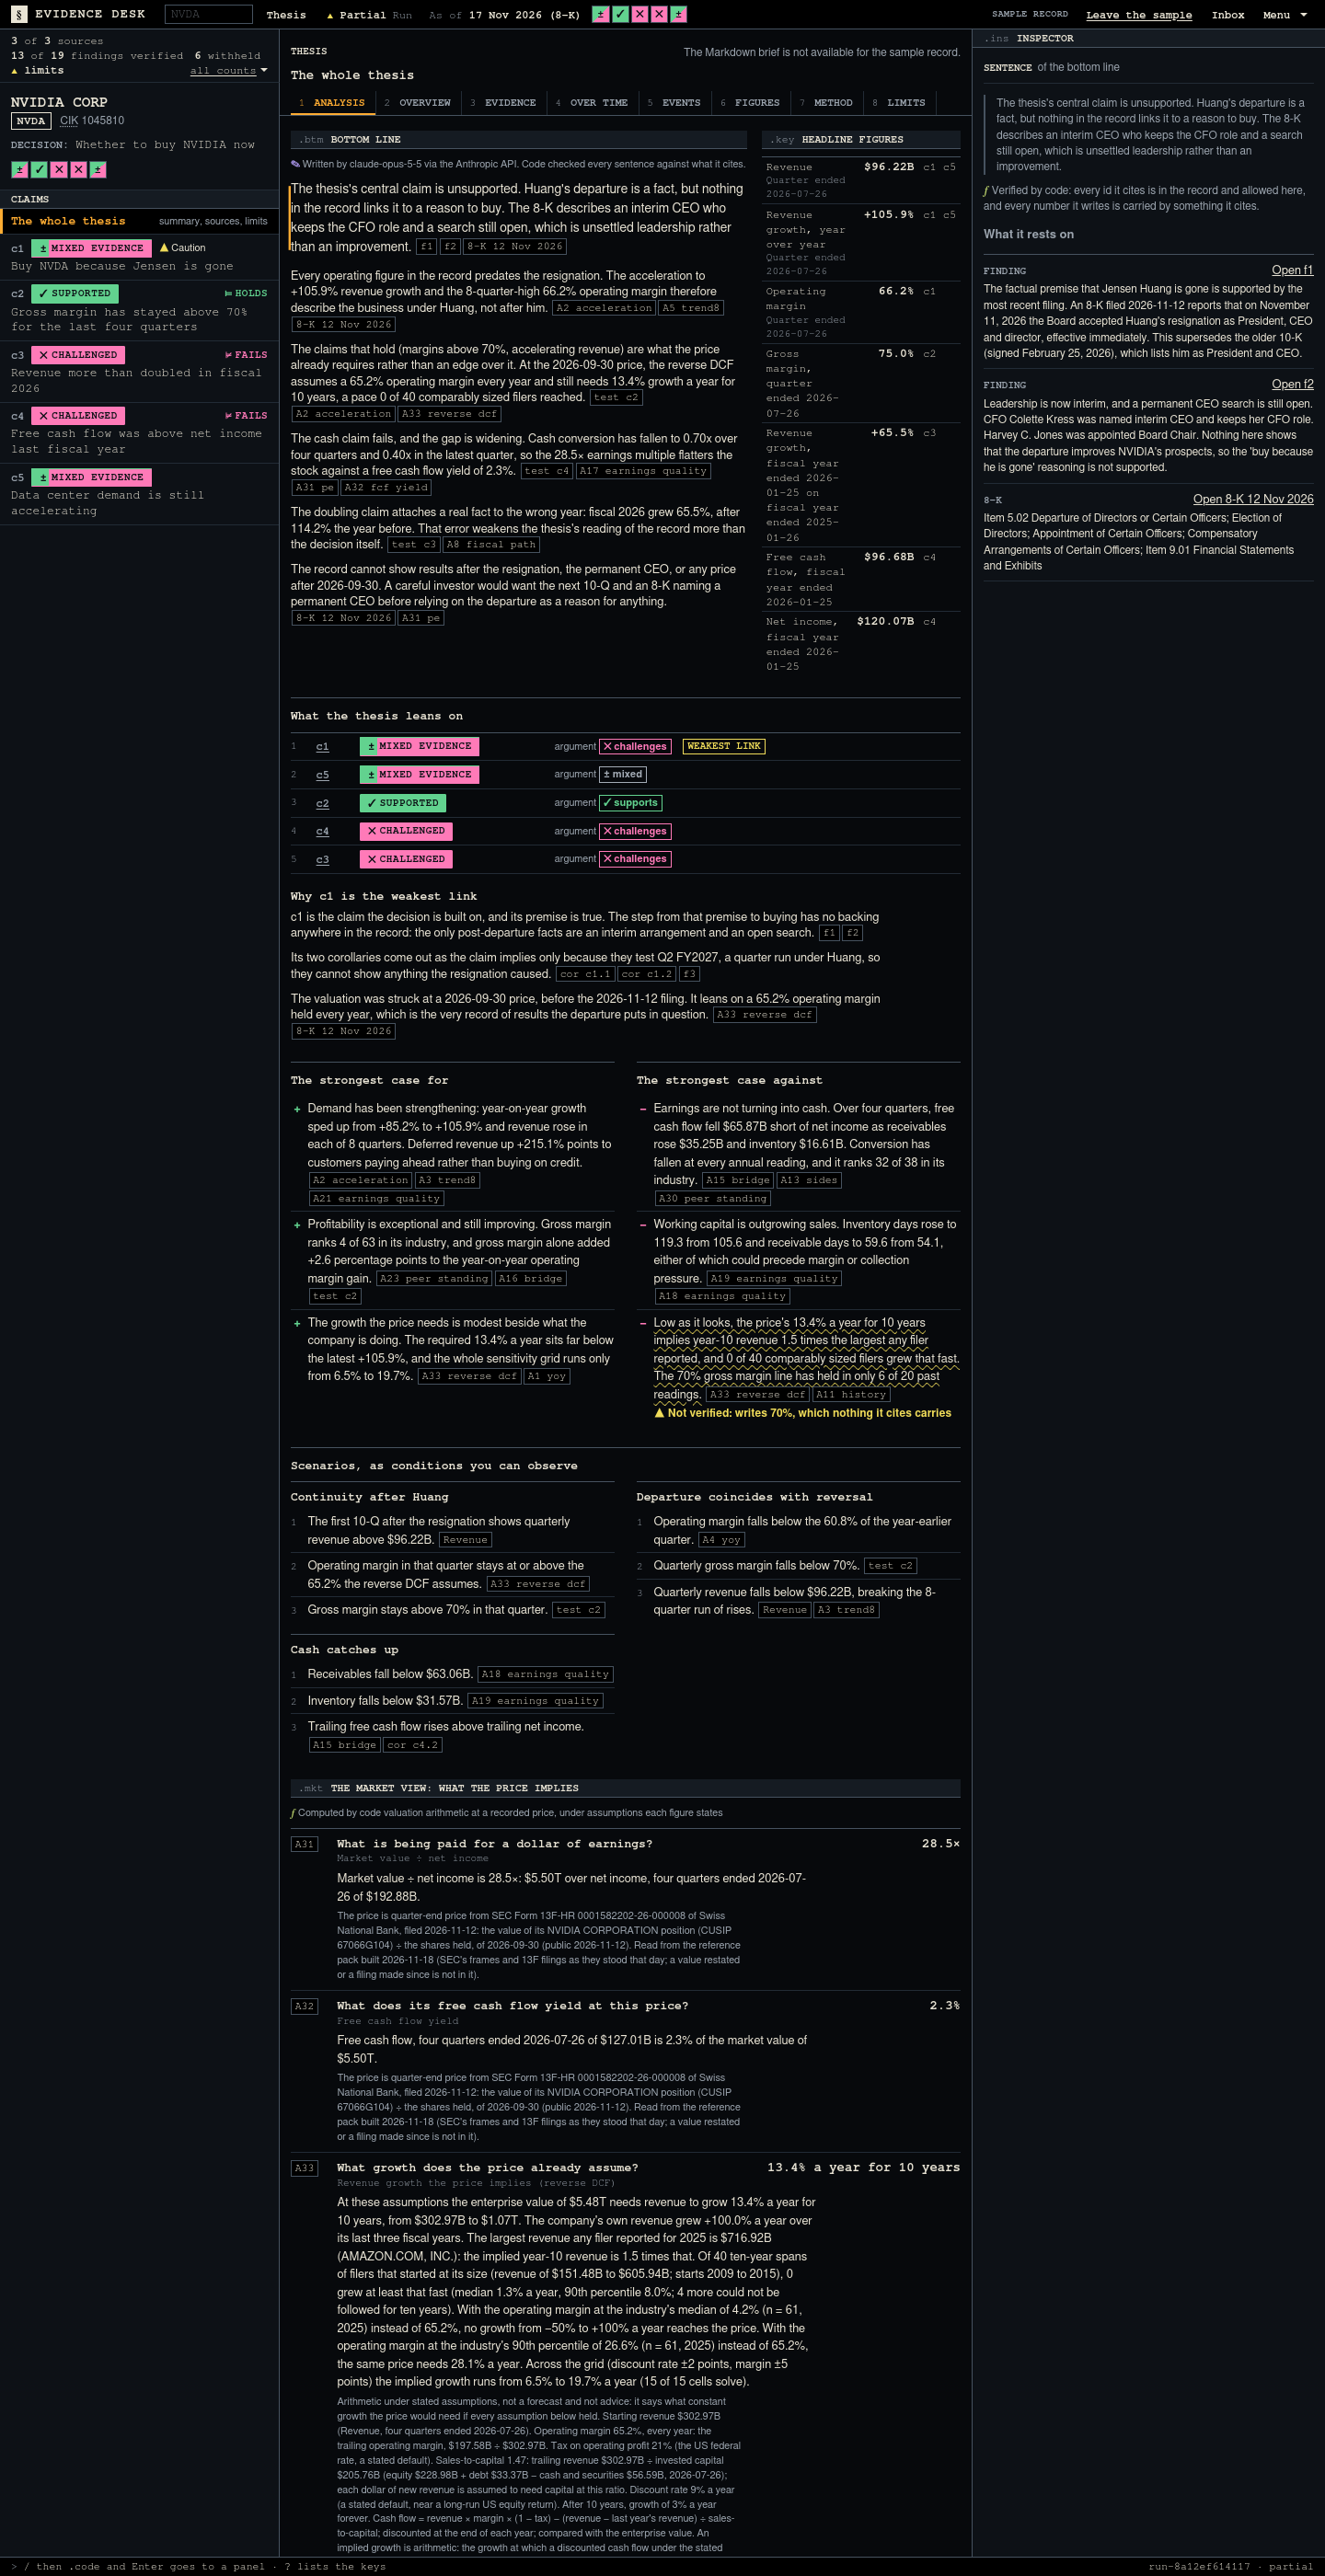 § EVIDENCE DESK NVDA Thesis ▲ Partial Run As of 17 Nov 2026 (8-K) ± ✓ ✕ ✕ ± SAMPLE RECORD Leave the sample Inbox Menu
3 of 3 sources
13 of 19 findings verified 6 withheld
▲ limits all counts
NVIDIA CORP
NVDA CIK 1045810
DECISION: Whether to buy NVIDIA now
± ✓ ✕ ✕ ±
CLAIMS
The whole thesis summary, sources, limits
c1 ± MIXED EVIDENCE ▲ Caution
Buy NVDA because Jensen is gone
c2 ✓ SUPPORTED ⊨ HOLDS
Gross margin has stayed above 70%
for the last four quarters
c3 ✕ CHALLENGED ⊭ FAILS
Revenue more than doubled in fiscal
2026
c4 ✕ CHALLENGED ⊭ FAILS
Free cash flow was above net income
last fiscal year
c5 ± MIXED EVIDENCE
Data center demand is still
accelerating
THESIS The Markdown brief is not available for the sample record.
The whole thesis
1 ANALYSIS 2 OVERVIEW 3 EVIDENCE 4 OVER TIME 5 EVENTS 6 FIGURES 7 METHOD 8 LIMITS
.btm BOTTOM LINE
✎ Written by claude-opus-5-5 via the Anthropic API. Code checked every sentence against what it cites.
The thesis's central claim is unsupported. Huang's departure is a fact, but nothing
in the record links it to a reason to buy. The 8-K describes an interim CEO who
keeps the CFO role and a search still open, which is unsettled leadership rather
than an improvement. f1 f2 8-K 12 Nov 2026
Every operating figure in the record predates the resignation. The acceleration to
+105.9% revenue growth and the 8-quarter-high 66.2% operating margin therefore
describe the business under Huang, not after him. A2 acceleration A5 trend8
8-K 12 Nov 2026
The claims that hold (margins above 70%, accelerating revenue) are what the price
already requires rather than an edge over it. At the 2026-09-30 price, the reverse DCF
assumes a 65.2% operating margin every year and still needs 13.4% growth a year for
10 years, a pace 0 of 40 comparably sized filers reached. test c2
A2 acceleration A33 reverse dcf
The cash claim fails, and the gap is widening. Cash conversion has fallen to 0.70x over
four quarters and 0.40x in the latest quarter, so the 28.5× earnings multiple flatters the
stock against a free cash flow yield of 2.3%. test c4 A17 earnings quality
A31 pe A32 fcf yield
The doubling claim attaches a real fact to the wrong year: fiscal 2026 grew 65.5%, after
114.2% the year before. That error weakens the thesis's reading of the record more than
the decision itself. test c3 A8 fiscal path
The record cannot show results after the resignation, the permanent CEO, or any price
after 2026-09-30. A careful investor would want the next 10-Q and an 8-K naming a
permanent CEO before relying on the departure as a reason for anything.
8-K 12 Nov 2026 A31 pe
.key HEADLINE FIGURES
Revenue $96.22B c1 c5
Quarter ended
2026-07-26
Revenue +105.9% c1 c5
growth, year
over year
Quarter ended
2026-07-26
Operating 66.2% c1
margin
Quarter ended
2026-07-26
Gross 75.0% c2
margin,
quarter
ended 2026-
07-26
Revenue +65.5% c3
growth,
fiscal year
ended 2026-
01-25 on
fiscal year
ended 2025-
01-26
Free cash $96.68B c4
flow, fiscal
year ended
2026-01-25
Net income, $120.07B c4
fiscal year
ended 2026-
01-25
What the thesis leans on
1 c1 ± MIXED EVIDENCE argument ✕ challenges WEAKEST LINK
2 c5 ± MIXED EVIDENCE argument ± mixed
3 c2 ✓ SUPPORTED argument ✓ supports
4 c4 ✕ CHALLENGED argument ✕ challenges
5 c3 ✕ CHALLENGED argument ✕ challenges
Why c1 is the weakest link
c1 is the claim the decision is built on, and its premise is true. The step from that premise to buying has no backing
anywhere in the record: the only post-departure facts are an interim arrangement and an open search. f1 f2
Its two corollaries come out as the claim implies only because they test Q2 FY2027, a quarter run under Huang, so
they cannot show anything the resignation caused. cor c1.1 cor c1.2 f3
The valuation was struck at a 2026-09-30 price, before the 2026-11-12 filing. It leans on a 65.2% operating margin
held every year, which is the very record of results the departure puts in question. A33 reverse dcf
8-K 12 Nov 2026
The strongest case for
+ Demand has been strengthening: year-on-year growth
sped up from +85.2% to +105.9% and revenue rose in
each of 8 quarters. Deferred revenue up +215.1% points to
customers paying ahead rather than buying on credit.
A2 acceleration A3 trend8
A21 earnings quality
+ Profitability is exceptional and still improving. Gross margin
ranks 4 of 63 in its industry, and gross margin alone added
+2.6 percentage points to the year-on-year operating
margin gain. A23 peer standing A16 bridge
test c2
+ The growth the price needs is modest beside what the
company is doing. The required 13.4% a year sits far below
the latest +105.9%, and the whole sensitivity grid runs only
from 6.5% to 19.7%. A33 reverse dcf A1 yoy
The strongest case against
− Earnings are not turning into cash. Over four quarters, free
cash flow fell $65.87B short of net income as receivables
rose $35.25B and inventory $16.61B. Conversion has
fallen at every annual reading, and it ranks 32 of 38 in its
industry. A15 bridge A13 sides
A30 peer standing
− Working capital is outgrowing sales. Inventory days rose to
119.3 from 105.6 and receivable days to 59.6 from 54.1,
either of which could precede margin or collection
pressure. A19 earnings quality
A18 earnings quality
− Low as it looks, the price's 13.4% a year for 10 years
implies year-10 revenue 1.5 times the largest any filer
reported, and 0 of 40 comparably sized filers grew that fast.
The 70% gross margin line has held in only 6 of 20 past
readings. A33 reverse dcf A11 history
▲ Not verified: writes 70%, which nothing it cites carries
Scenarios, as conditions you can observe
Continuity after Huang
1 The first 10-Q after the resignation shows quarterly
revenue above $96.22B. Revenue
2 Operating margin in that quarter stays at or above the
65.2% the reverse DCF assumes. A33 reverse dcf
3 Gross margin stays above 70% in that quarter. test c2
Departure coincides with reversal
1 Operating margin falls below the 60.8% of the year-earlier
quarter. A4 yoy
2 Quarterly gross margin falls below 70%. test c2
3 Quarterly revenue falls below $96.22B, breaking the 8-
quarter run of rises. Revenue A3 trend8
Cash catches up
1 Receivables fall below $63.06B. A18 earnings quality
2 Inventory falls below $31.57B. A19 earnings quality
3 Trailing free cash flow rises above trailing net income.
A15 bridge cor c4.2
.mkt THE MARKET VIEW: WHAT THE PRICE IMPLIES
ƒ Computed by code valuation arithmetic at a recorded price, under assumptions each figure states
A31 What is being paid for a dollar of earnings? 28.5×
Market value ÷ net income
Market value ÷ net income is 28.5×: $5.50T over net income, four quarters ended 2026-07-
26 of $192.88B.
The price is quarter-end price from SEC Form 13F-HR 0001582202-26-000008 of Swiss
National Bank, filed 2026-11-12: the value of its NVIDIA CORPORATION position (CUSIP
67066G104) ÷ the shares held, of 2026-09-30 (public 2026-11-12). Read from the reference
pack built 2026-11-18 (SEC's frames and 13F filings as they stood that day; a value restated
or a filing made since is not in it).
A32 What does its free cash flow yield at this price? 2.3%
Free cash flow yield
Free cash flow, four quarters ended 2026-07-26 of $127.01B is 2.3% of the market value of
$5.50T.
The price is quarter-end price from SEC Form 13F-HR 0001582202-26-000008 of Swiss
National Bank, filed 2026-11-12: the value of its NVIDIA CORPORATION position (CUSIP
67066G104) ÷ the shares held, of 2026-09-30 (public 2026-11-12). Read from the reference
pack built 2026-11-18 (SEC's frames and 13F filings as they stood that day; a value restated
or a filing made since is not in it).
A33 What growth does the price already assume? 13.4% a year for 10 years
Revenue growth the price implies (reverse DCF)
At these assumptions the enterprise value of $5.48T needs revenue to grow 13.4% a year for
10 years, from $302.97B to $1.07T. The company's own revenue grew +100.0% a year over
its last three fiscal years. The largest revenue any filer reported for 2025 is $716.92B
(AMAZON.COM, INC.): the implied year-10 revenue is 1.5 times that. Of 40 ten-year spans
of filers that started at its size (revenue of $151.48B to $605.94B; starts 2009 to 2015), 0
grew at least that fast (median 1.3% a year, 90th percentile 8.0%; 4 more could not be
followed for ten years). With the operating margin at the industry's median of 4.2% (n = 61,
2025) instead of 65.2%, no growth from −50% to +100% a year reaches the price. With the
operating margin at the industry's 90th percentile of 26.6% (n = 61, 2025) instead of 65.2%,
the same price needs 28.1% a year. Across the grid (discount rate ±2 points, margin ±5
points) the implied growth runs from 6.5% to 19.7% a year (15 of 15 cells solve).
Arithmetic under stated assumptions, not a forecast and not advice: it says what constant
growth the price would need if every assumption below held. Starting revenue $302.97B
(Revenue, four quarters ended 2026-07-26). Operating margin 65.2%, every year: the
trailing operating margin, $197.58B ÷ $302.97B. Tax on operating profit 21% (the US federal
rate, a stated default). Sales-to-capital 1.47: trailing revenue $302.97B ÷ invested capital
$205.76B (equity $228.98B + debt $33.37B − cash and securities $56.59B, 2026-07-26);
each dollar of new revenue is assumed to need capital at this ratio. Discount rate 9% a year
(a stated default, near a long-run US equity return). After 10 years, growth of 3% a year
forever. Cash flow = revenue × margin × (1 − tax) − (revenue − last year's revenue) ÷ sales-
to-capital; discounted at the end of each year; compared with the enterprise value. An
implied growth is arithmetic: the growth at which a discounted cash flow under the stated
.ins INSPECTOR
SENTENCE of the bottom line
The thesis's central claim is unsupported. Huang's departure is a
fact, but nothing in the record links it to a reason to buy. The 8-K
describes an interim CEO who keeps the CFO role and a search
still open, which is unsettled leadership rather than an
improvement.
ƒ Verified by code: every id it cites is in the record and allowed here,
and every number it writes is carried by something it cites.
What it rests on
FINDING Open f1
The factual premise that Jensen Huang is gone is supported by the
most recent filing. An 8-K filed 2026-11-12 reports that on November
11, 2026 the Board accepted Huang's resignation as President, CEO
and director, effective immediately. This supersedes the older 10-K
(signed February 25, 2026), which lists him as President and CEO.
FINDING Open f2
Leadership is now interim, and a permanent CEO search is still open.
CFO Colette Kress was named interim CEO and keeps her CFO role.
Harvey C. Jones was appointed Board Chair. Nothing here shows
that the departure improves NVIDIA's prospects, so the 'buy because
he is gone' reasoning is not supported.
8-K Open 8-K 12 Nov 2026
Item 5.02 Departure of Directors or Certain Officers; Election of
Directors; Appointment of Certain Officers; Compensatory
Arrangements of Certain Officers; Item 9.01 Financial Statements
and Exhibits
> / then .code and Enter goes to a panel · ? lists the keys run-8a12ef614117 · partial